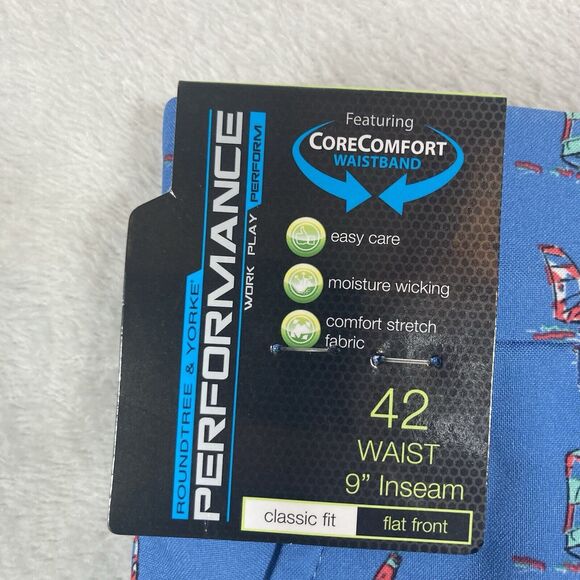 ROUNDTREE & YORKE
PERFORMANCE
WORK PLAY PERFORM
Featuring
CORECOMFORT
WAISTBAND
easy care
moisture wicking
comfort stretch
fabric
42
WAIST
9" Inseam
classic fit
flat front